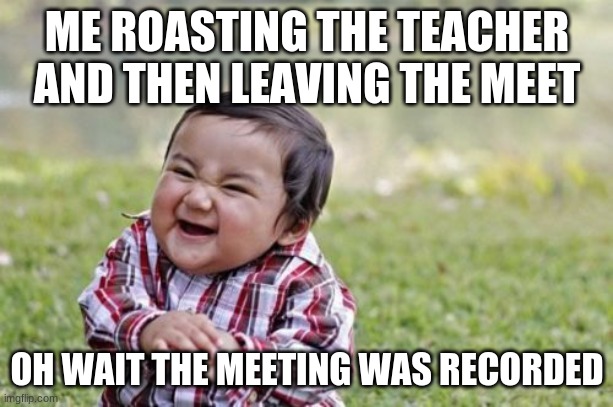 ME ROASTING THE TEACHER
AND THEN LEAVING THE MEET
OH WAIT THE MEETING WAS RECORDED
imgflip.com